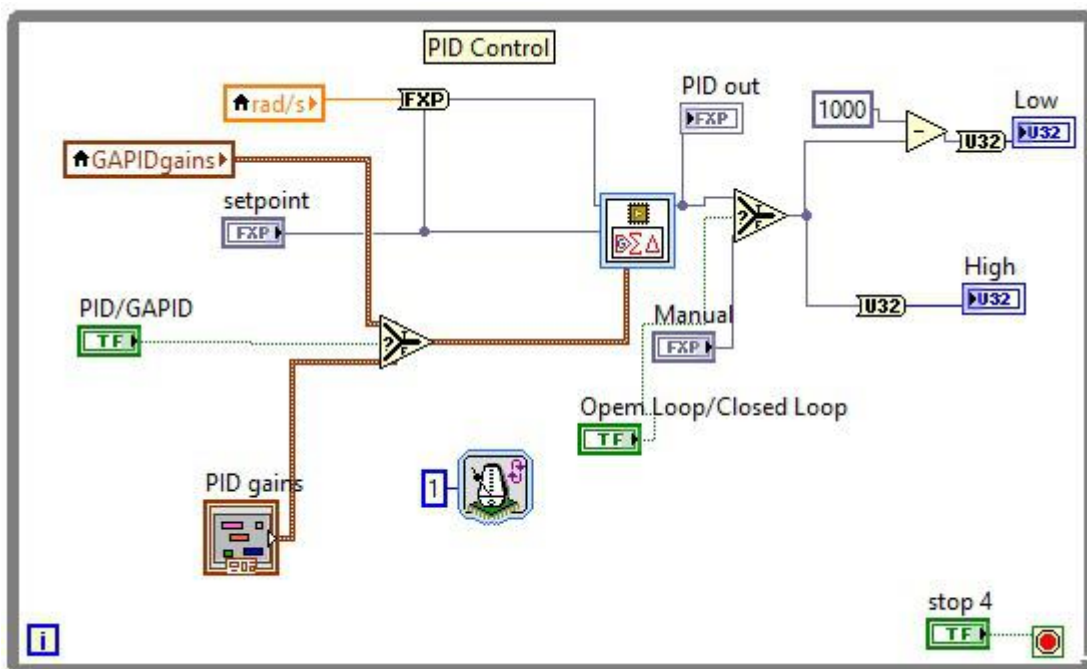 PID Control
rad/s
FXP
PID out
FXP
1000
Low
U32
U32
GAPIDgains
setpoint
FXP
High
U32
U32
PID/GAPID
TF
Manual
FXP
Opem Loop/Closed Loop
TF
PID gains
1
stop 4
TF
i